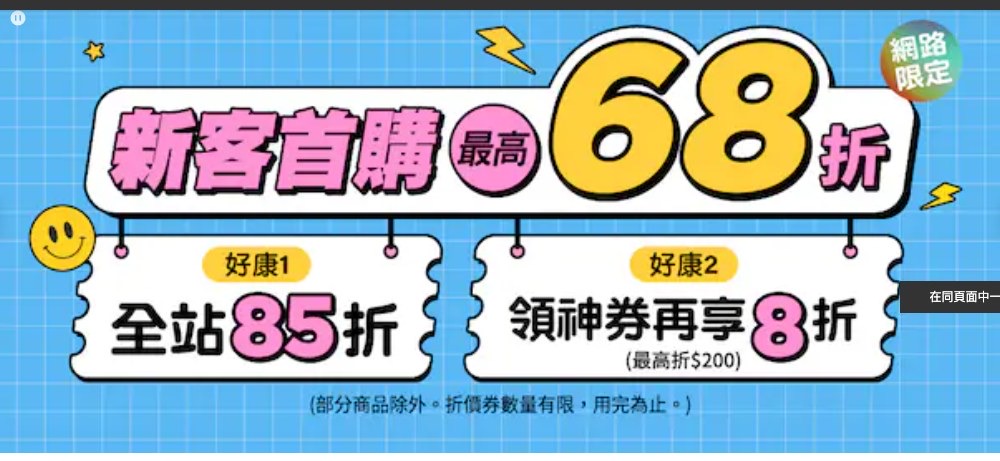 網路
限定
新客首購 最高 68折
好康1
全站85折
好康2
領神券再享8折
(最高折$200)
在同頁面中一
(部分商品除外。折價券數量有限，用完為止。)